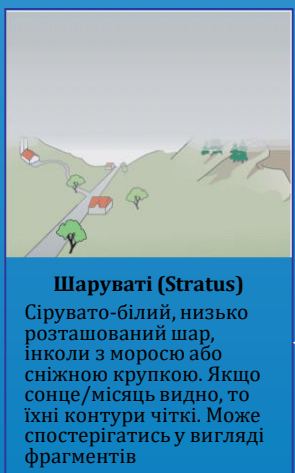 Шаруваті (Stratus)
Сірувато-білий, низько
розташований шар,
інколи з моросю або
сніжною крупкою. Якщо
сонце/місяць видно, то
їхні контури чіткі. Може
спостерігатись у вигляді
фрагментів